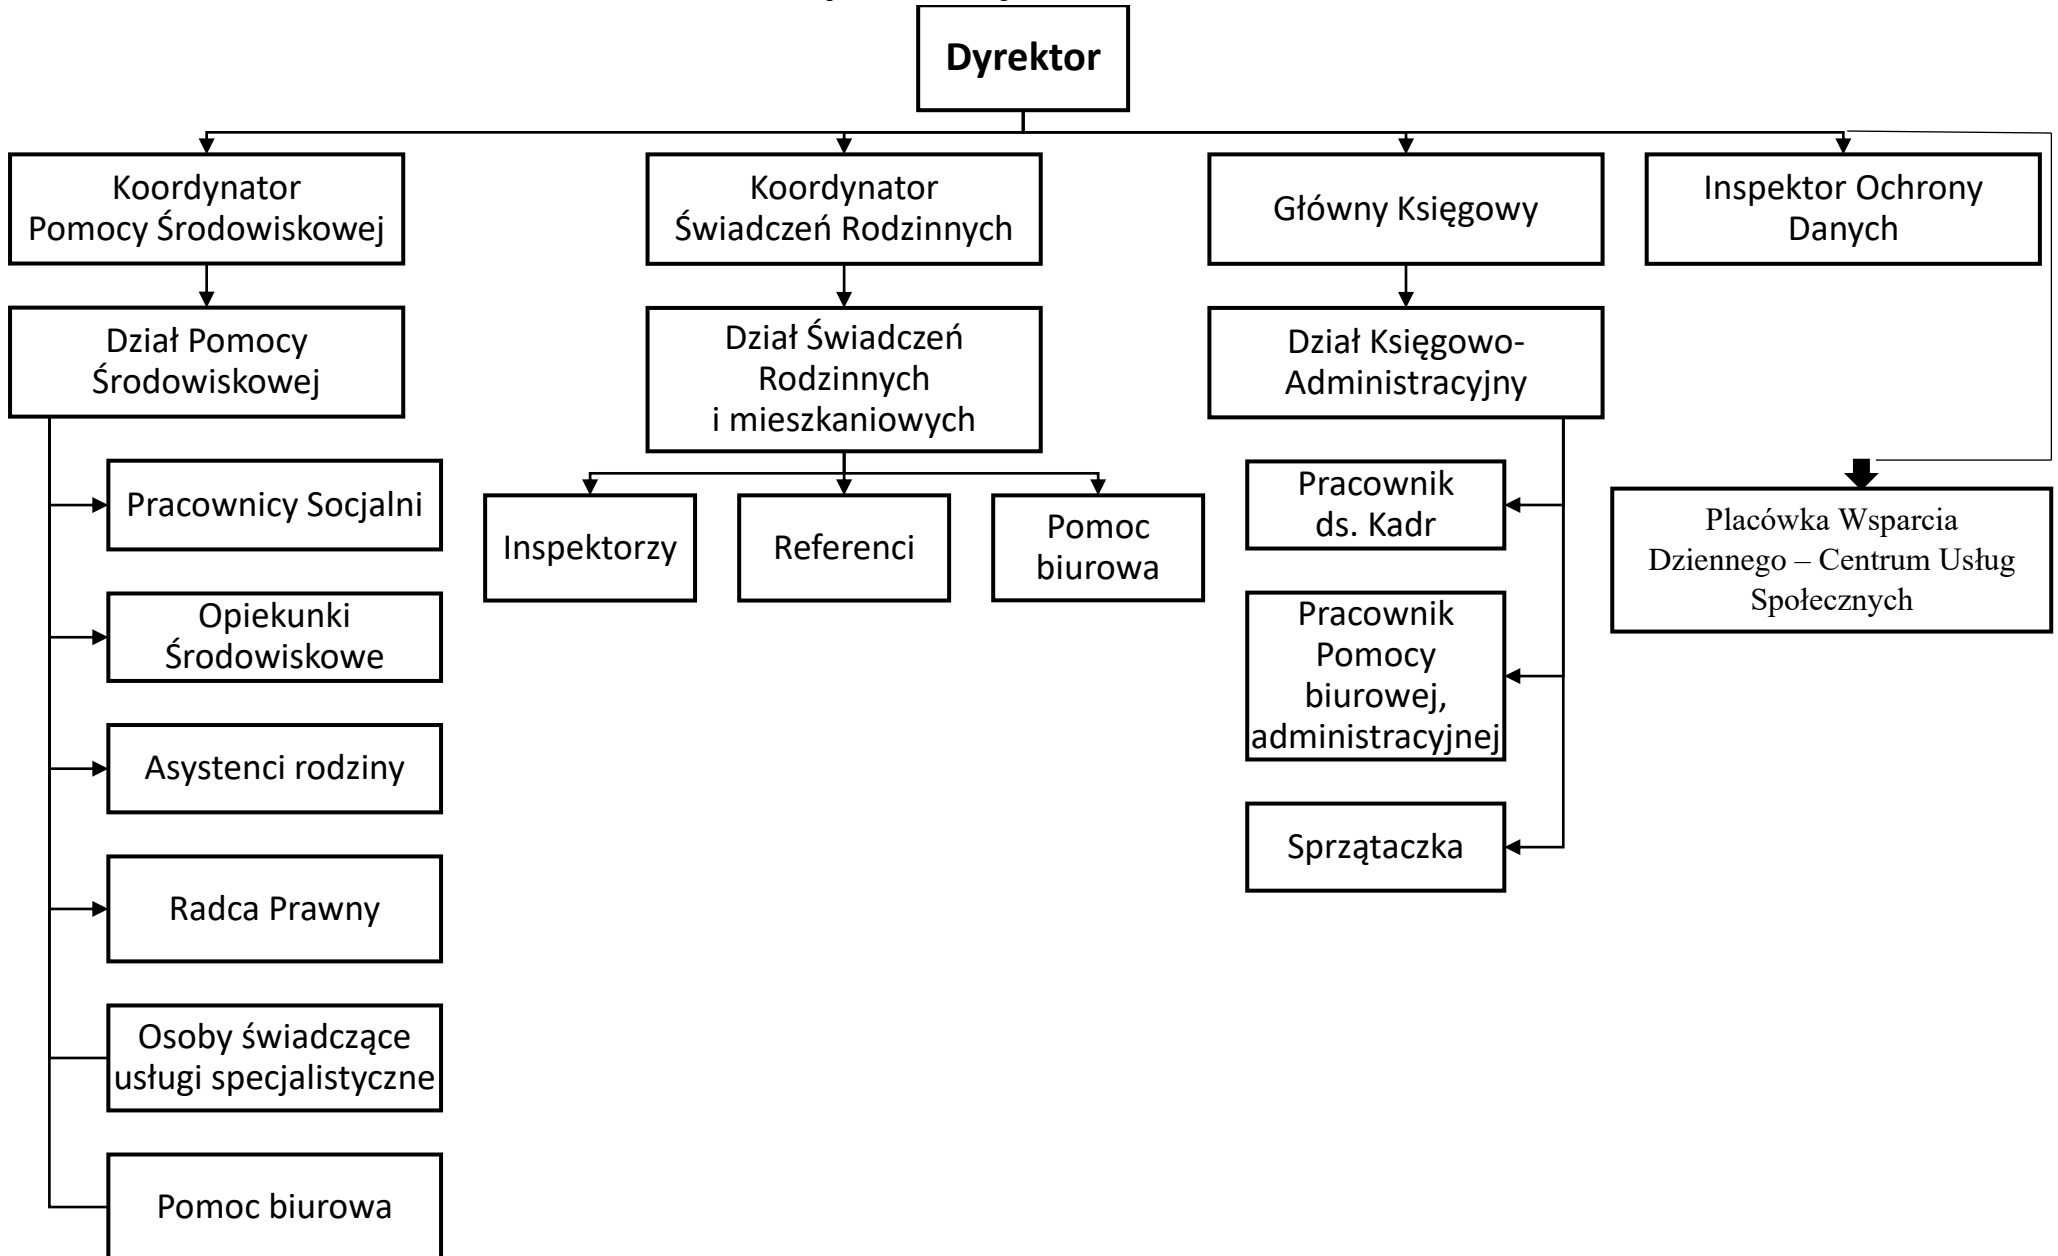 Dyrektor
Koordynator
Pomocy Środowiskowej
Koordynator
Świadczeń Rodzinnych
Główny Księgowy
Inspektor Ochrony
Danych
Dział Pomocy
Środowiskowej
Dział Świadczeń
Rodzinnych
i mieszkaniowych
Dział Księgowo-
Administracyjny
Pracownicy Socjalni
Opiekunki
Środowiskowe
Asystenci rodziny
Radca Prawny
Osoby świadczące
usługi specjalistyczne
Pomoc biurowa
Inspektorzy
Referenci
Pomoc
biurowa
Pracownik
ds. Kadr
Pracownik
Pomocy
biurowej,
administracyjnej
Sprzątaczka
Placówka Wsparcia
Dziennego – Centrum Usług
Społecznych